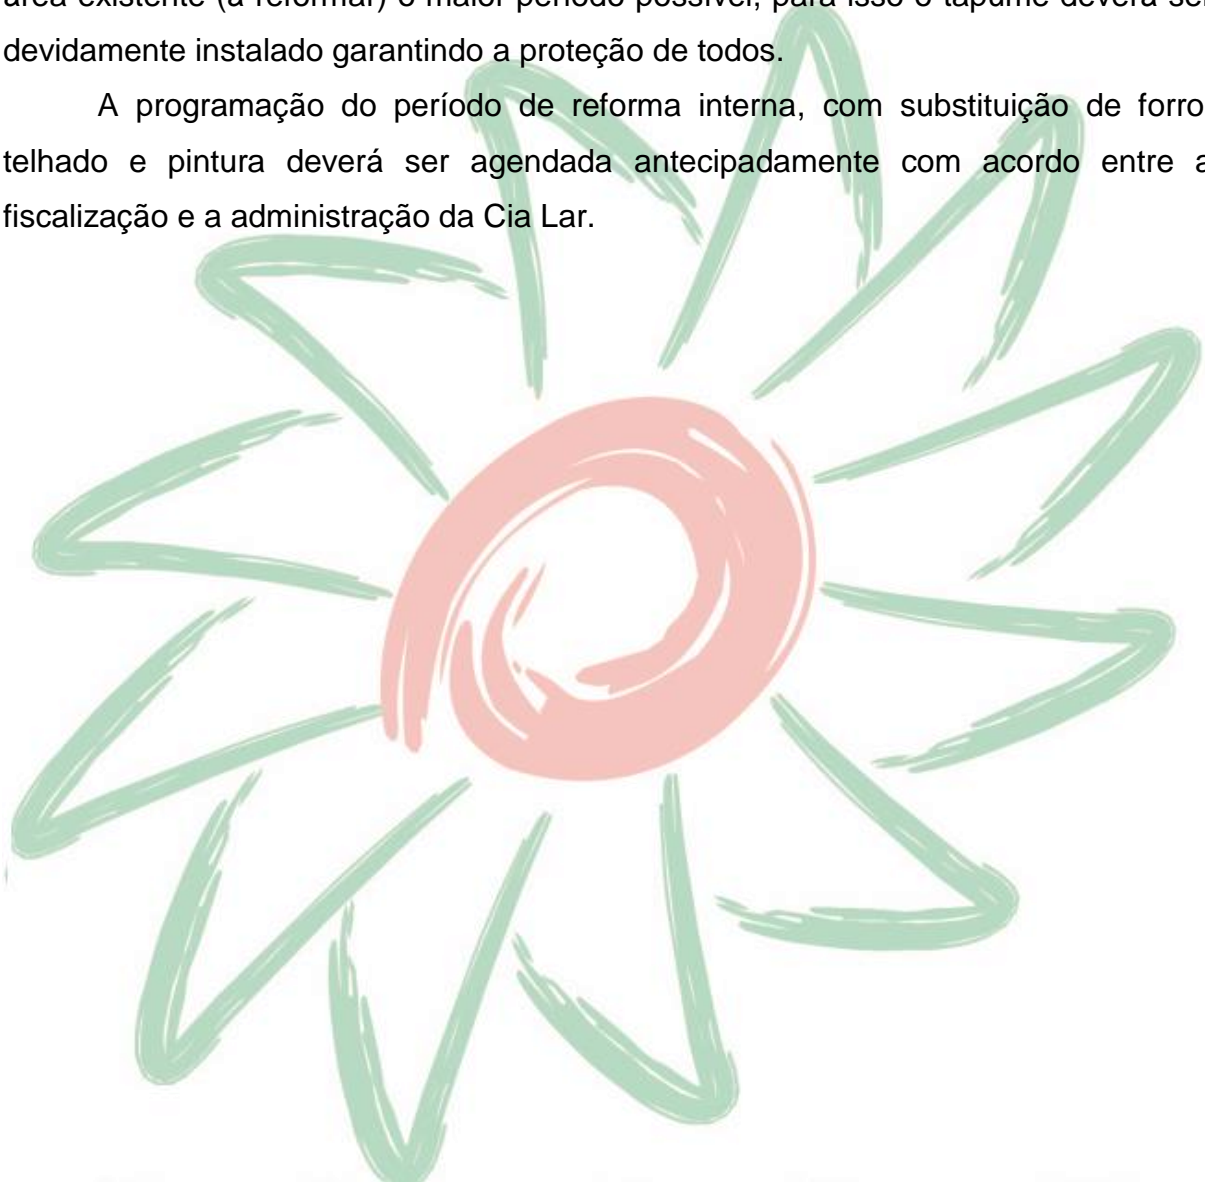 área existente (a reformar) o maior período possível, para isso o tapume deverá ser
devidamente instalado garantindo a proteção de todos.
A programação do período de reforma interna, com substituição de forro
telhado e pintura deverá ser agendada antecipadamente com acordo entre a
fiscalização e a administração da Cia Lar.